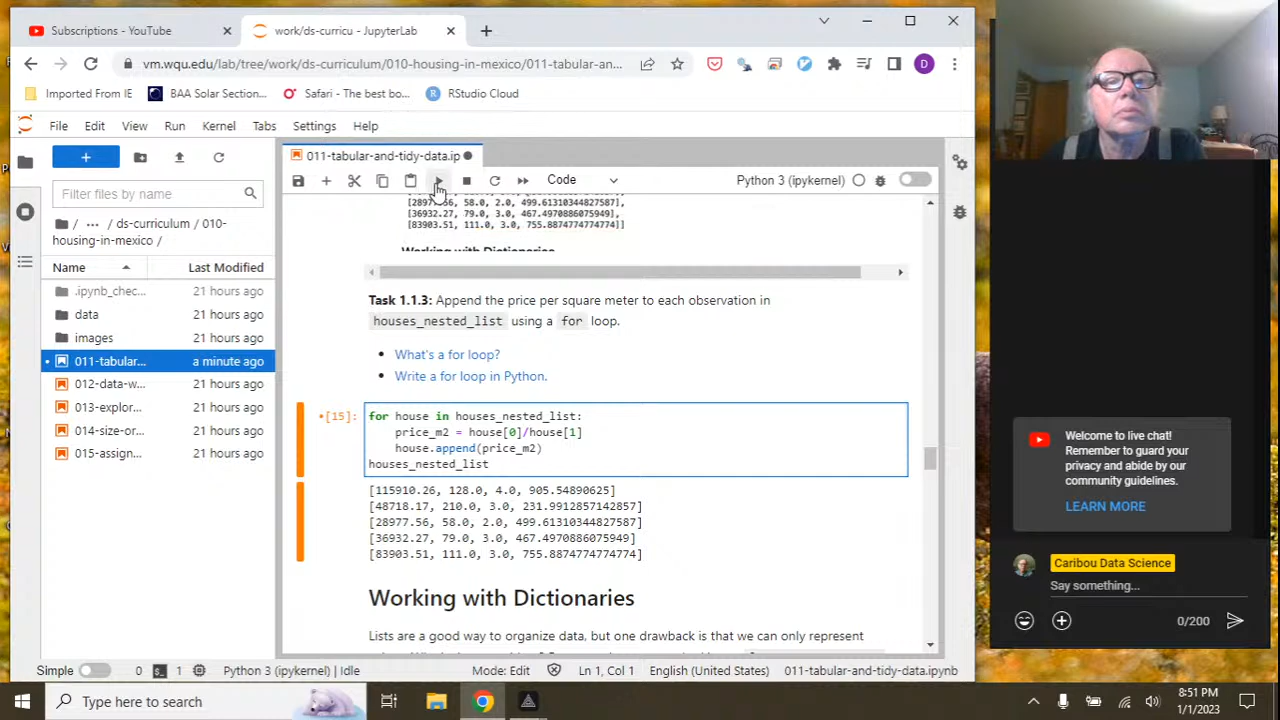 Subscriptions - YouTube
work/ds-curricu - JupyterLab
vm.wqu.edu/lab/tree/work/ds-curriculum/010-housing-in-mexico/011-tabular-an...
D
Imported From IE
BAA Solar Section...
Safari - The best bo...
RStudio Cloud
File Edit View Run Kernel Tabs Settings Help
011-tabular-and-tidy-data.ip
Code
Python 3 (ipykernel)
Filter files by name
/ ... / ds-curriculum / 010-
housing-in-mexico /
Name Last Modified
.ipynb_chec... 21 hours ago
data 21 hours ago
images 21 hours ago
011-tabular... a minute ago
012-data-w... 21 hours ago
013-explor... 21 hours ago
014-size-or... 21 hours ago
015-assign... 21 hours ago
58.0, 2.0, 499.61310344827587],
[36932.27, 79.0, 3.0, 467.4970886075949],
[83903.51, 111.0, 3.0, 755.8874774774774]]
Working with Dictionaries
Task 1.1.3: Append the price per square meter to each observation in
houses_nested_list using a for loop.
What's a for loop?
Write a for loop in Python.
[15]:
for house in houses_nested_list:
price_m2 = house[0]/house[1]
house.append(price_m2)
houses_nested_list
[115910.26, 128.0, 4.0, 905.54890625]
[48718.17, 210.0, 3.0, 231.9912857142857]
[28977.56, 58.0, 2.0, 499.61310344827587]
[36932.27, 79.0, 3.0, 467.4970886075949]
[83903.51, 111.0, 3.0, 755.8874774774774]
Working with Dictionaries
Lists are a good way to organize data, but one drawback is that we can only represent
Simple 0 1 Python 3 (ipykernel) | Idle
Mode: Edit Ln 1, Col 1 English (United States) 011-tabular-and-tidy-data.ipynb
Welcome to live chat!
Remember to guard your
privacy and abide by our
community guidelines.
LEARN MORE
Caribou Data Science
Say something...
0/200
Type here to search
8:51 PM
1/1/2023